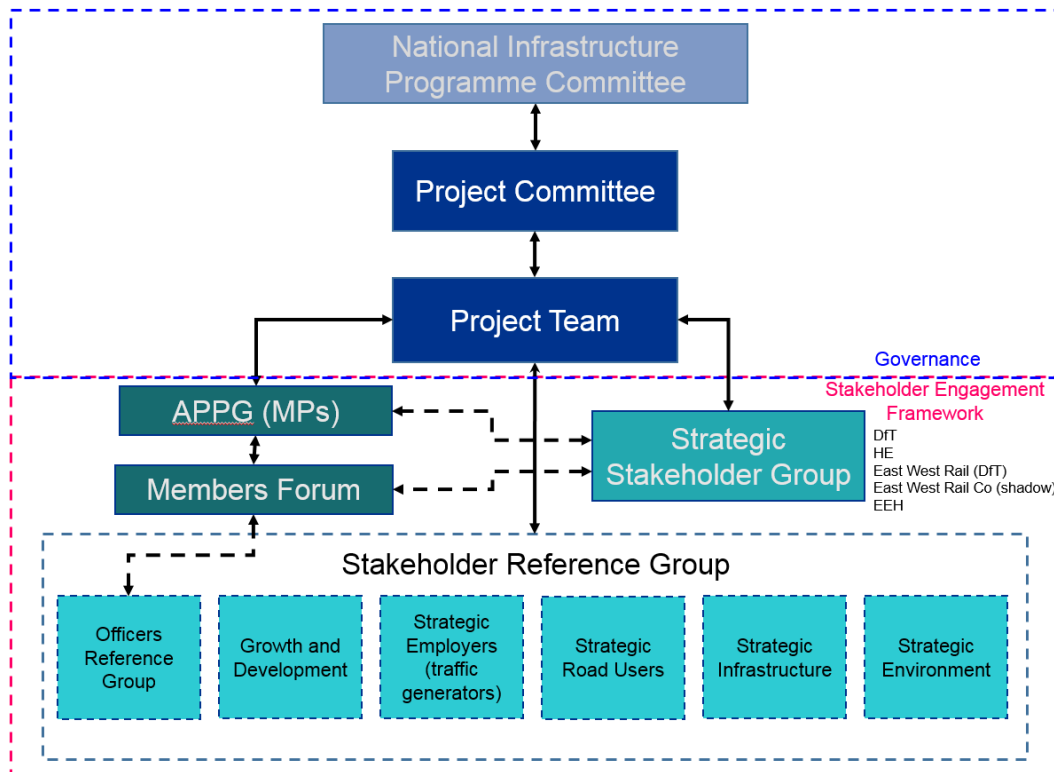 National Infrastructure
Programme Committee
Project Committee
Project Team
Governance
Stakeholder Engagement
Framework
APPG (MPs)
Members Forum
Strategic
Stakeholder Group
DfT
HE
East West Rail (DfT)
East West Rail Co (shadow)
EEH
Stakeholder Reference Group
Officers
Reference
Group
Growth and
Development
Strategic
Employers
(traffic
generators)
Strategic
Road Users
Strategic
Infrastructure
Strategic
Environment